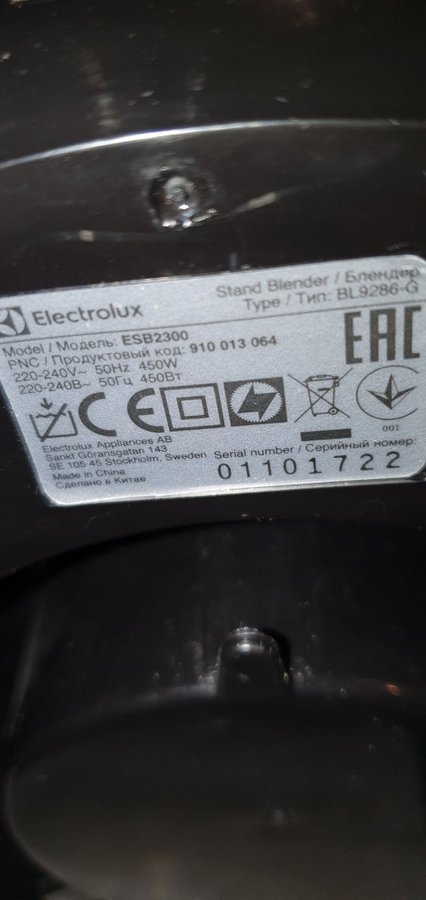 Electrolux
Stand Blender / Блендер
Type / Тип: BL9286-G
Model / Модель: ESB2300
PNC / Продуктовый код: 910 013 064
220-240V~ 50Hz 450W
220-240В~ 50Гц 450Вт
EAC
CE
001
Electrolux Appliances AB
Sankt Göransgatan 143
SE 105 45 Stockholm, Sweden
Made in China
Сделано в Китае
Serial number / Серийный номер:
01101722